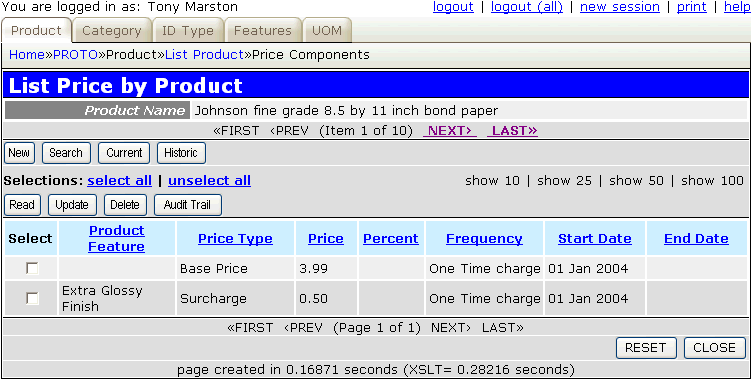 You are logged in as: Tony Marston logout | logout (all) | new session | print | help
Product Category ID Type Features UOM
Home»PROTO»Product»List Product»Price Components
List Price by Product
Product Name Johnson fine grade 8.5 by 11 inch bond paper
«FIRST ‹PREV (Item 1 of 10) NEXT› LAST»
New Search Current Historic
Selections: select all | unselect all show 10 | show 25 | show 50 | show 100
Read Update Delete Audit Trail
Select Product Feature Price Type Price Percent Frequency Start Date End Date
Base Price 3.99 One Time charge 01 Jan 2004
Extra Glossy Finish Surcharge 0.50 One Time charge 01 Jan 2004
«FIRST ‹PREV (Page 1 of 1) NEXT› LAST»
RESET CLOSE
page created in 0.16871 seconds (XSLT= 0.28216 seconds)